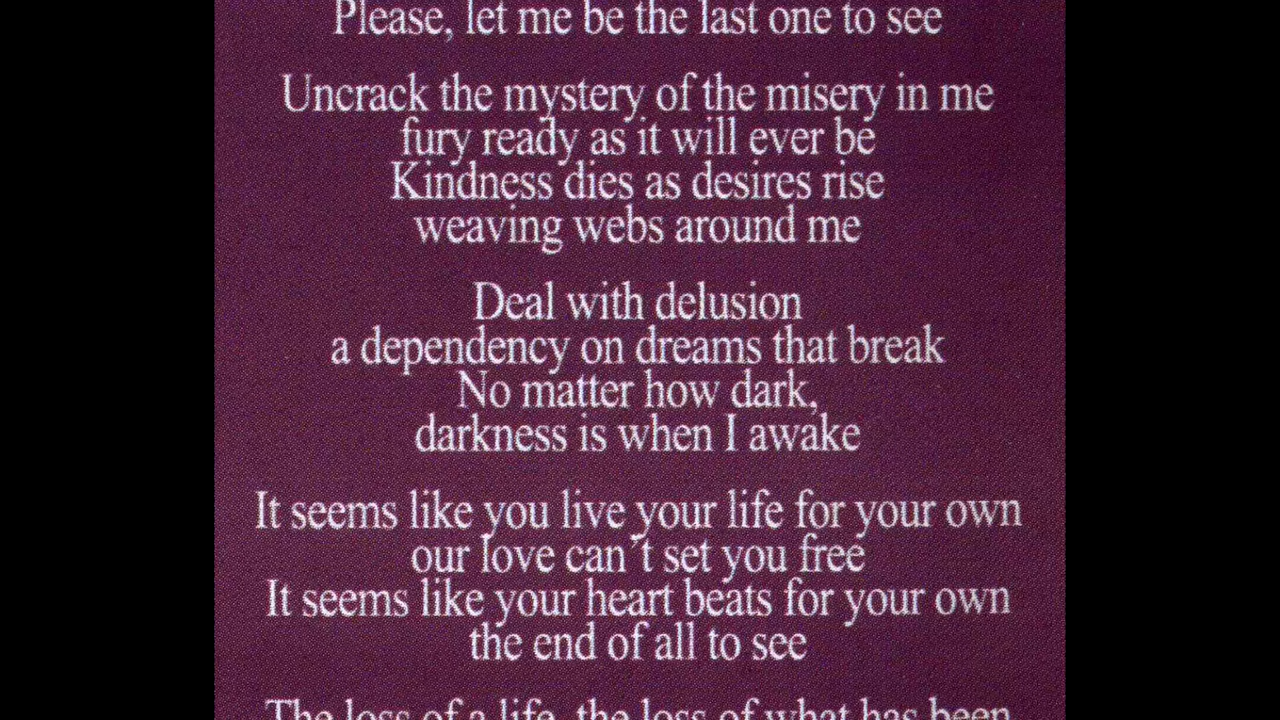 Please, let me be the last one to see
Uncrack the mystery of the misery in me
fury ready as it will ever be
Kindness dies as desires rise
weaving webs around me
Deal with delusion
a dependency on dreams that break
No matter how dark,
darkness is when I awake
It seems like you live your life for your own
our love can´t set you free
It seems like your heart beats for your own
the end of all to see
The loss of a life, the loss of what has been